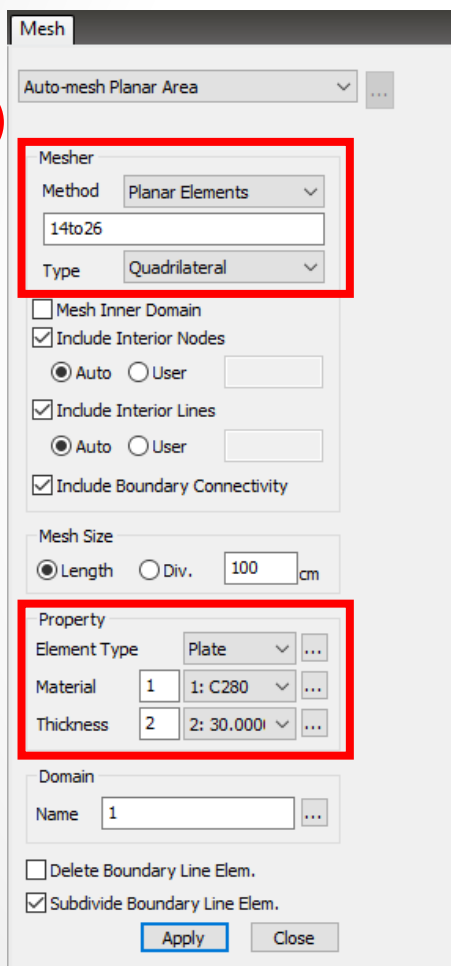 Mesh
Auto-mesh Planar Area ...
Mesher
Method Planar Elements
14to26
Type Quadrilateral
Mesh Inner Domain
Include Interior Nodes
Auto User
Include Interior Lines
Auto User
Include Boundary Connectivity
Mesh Size
Length Div. 100 cm
Property
Element Type Plate ...
Material 1 1: C280 ...
Thickness 2 2: 30.000 ...
Domain
Name 1 ...
Delete Boundary Line Elem.
Subdivide Boundary Line Elem.
Apply Close